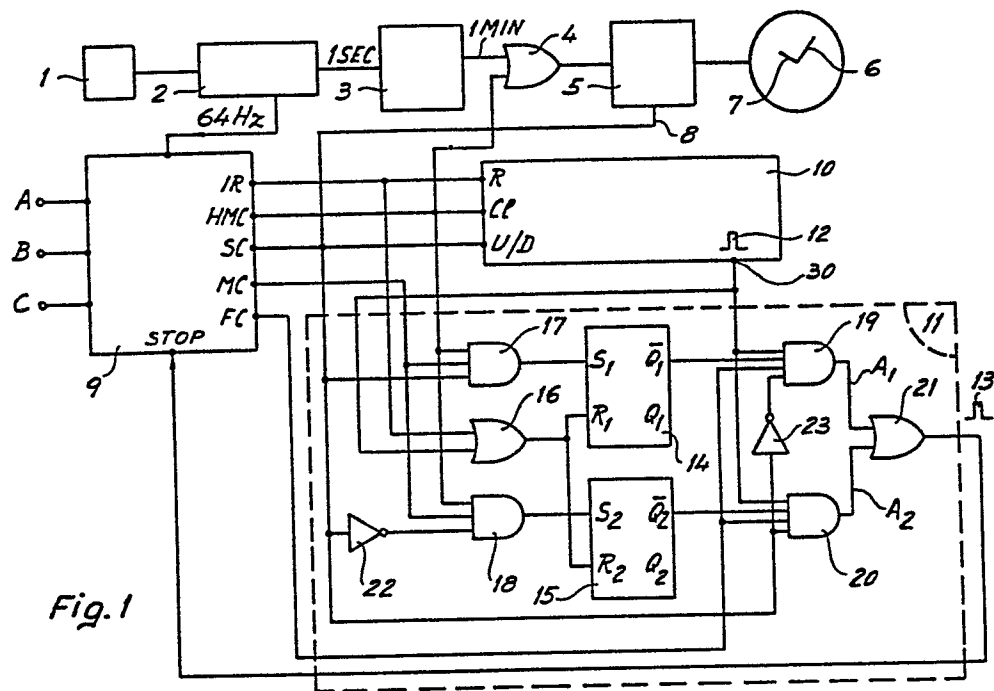 1 2 1SEC 3 1MIN 4 5 6 7
64Hz 8
A B C
IR R 10
HMC Cl
SC U/D 12
MC 30
FC
STOP
9
17 19 11
S1 Q̅1 A1 13
16 21
R1 Q1 23
14
S2 Q̅2 A2
22 18 R2 Q2 20
15
Fig.1